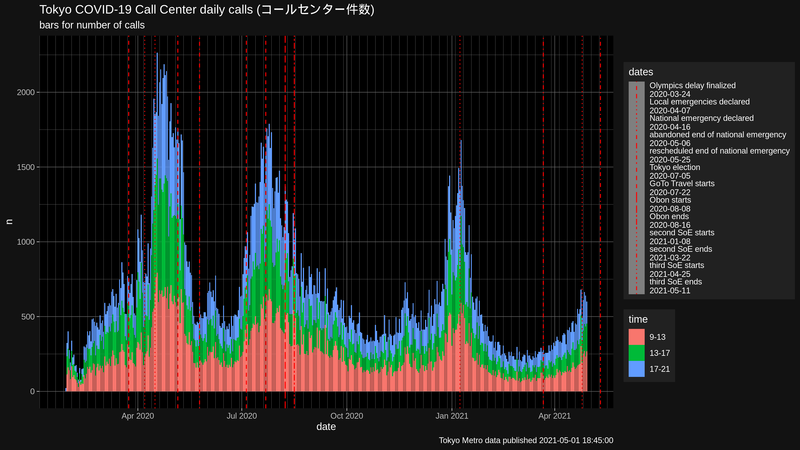 Tokyo COVID-19 Call Center daily calls (コールセンター件数)
bars for number of calls
n
2000
1500
1000
500
0
Apr 2020
Jul 2020
Oct 2020
Jan 2021
Apr 2021
date
Tokyo Metro data published 2021-05-01 18:45:00
dates
Olympics delay finalized
2020-03-24
Local emergencies declared
2020-04-07
National emergency declared
2020-04-16
abandoned end of national emergency
2020-05-06
rescheduled end of national emergency
2020-05-25
Tokyo election
2020-07-05
GoTo Travel starts
2020-07-22
Obon starts
2020-08-08
Obon ends
2020-08-16
second SoE starts
2021-01-08
second SoE ends
2021-03-22
third SoE starts
2021-04-25
third SoE ends
2021-05-11
time
9-13
13-17
17-21